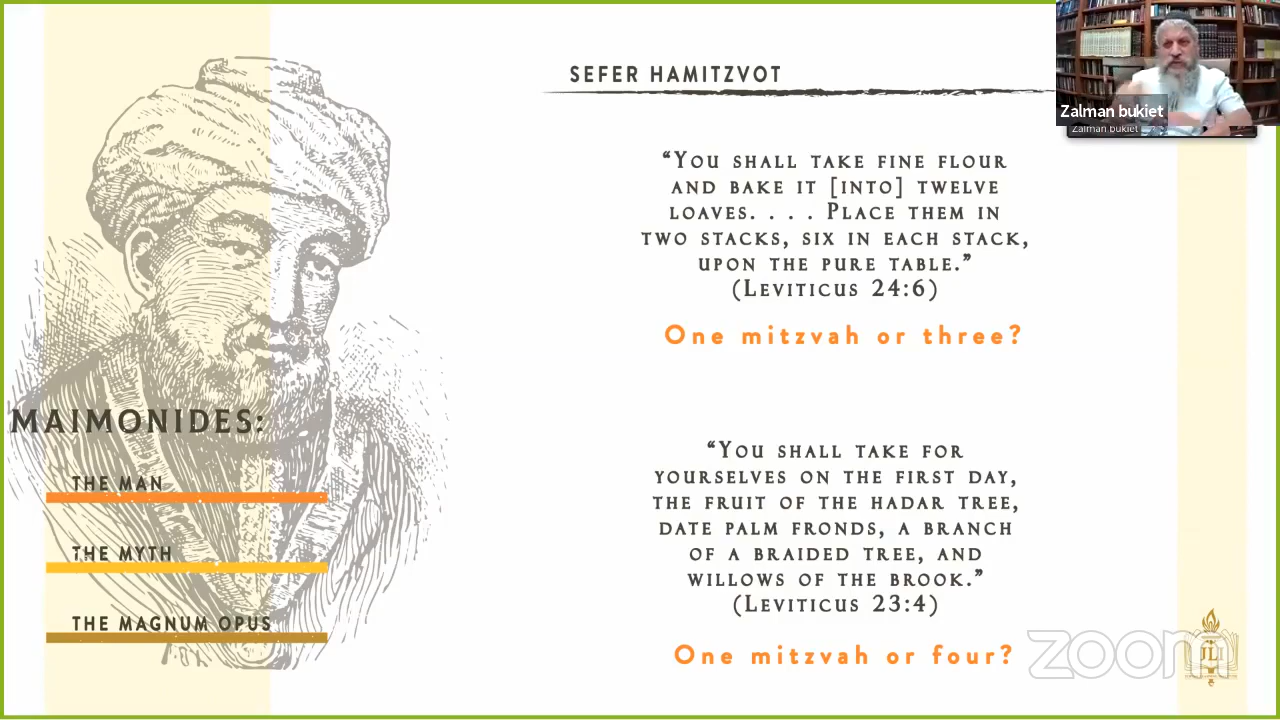 SEFER HAMITZVOT
Zalman bukiet
Zalman bukiet
“YOU SHALL TAKE FINE FLOUR
AND BAKE IT [INTO] TWELVE
LOAVES. . . . PLACE THEM IN
TWO STACKS, SIX IN EACH STACK,
UPON THE PURE TABLE.”
(LEVITICUS 24:6)
One mitzvah or three?
MAIMONIDES:
THE MAN
THE MYTH
THE MAGNUM OPUS
“YOU SHALL TAKE FOR
YOURSELVES ON THE FIRST DAY,
THE FRUIT OF THE HADAR TREE,
DATE PALM FRONDS, A BRANCH
OF A BRAIDED TREE, AND
WILLOWS OF THE BROOK.”
(LEVITICUS 23:4)
One mitzvah or four?
zoom
JLI